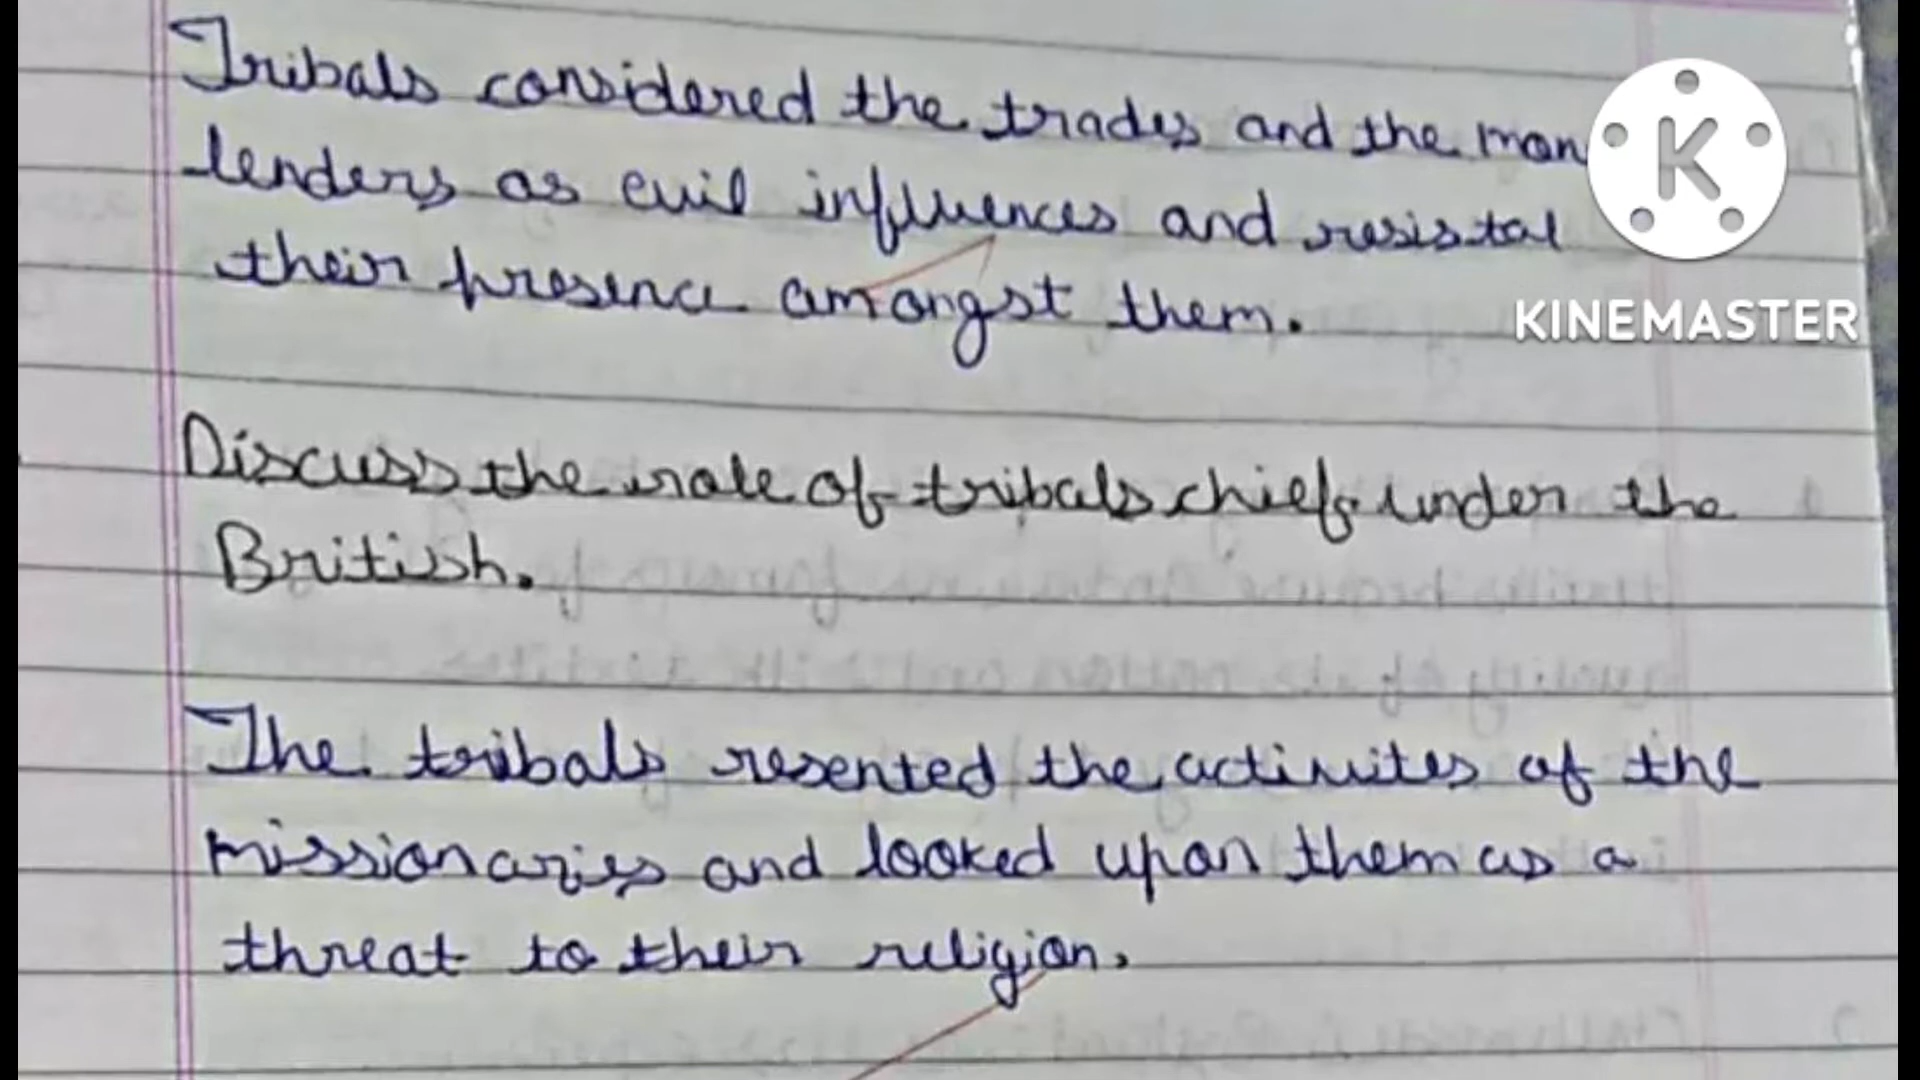 Tribals considered the trades and the mon
lenders as evil influences and resistal
their presence amongst them.
KINEMASTER
Discuss the role of tribals chiefs under the
British.
The tribals resented the activites of the
missionaries and looked upon them as a
threat to their religion.